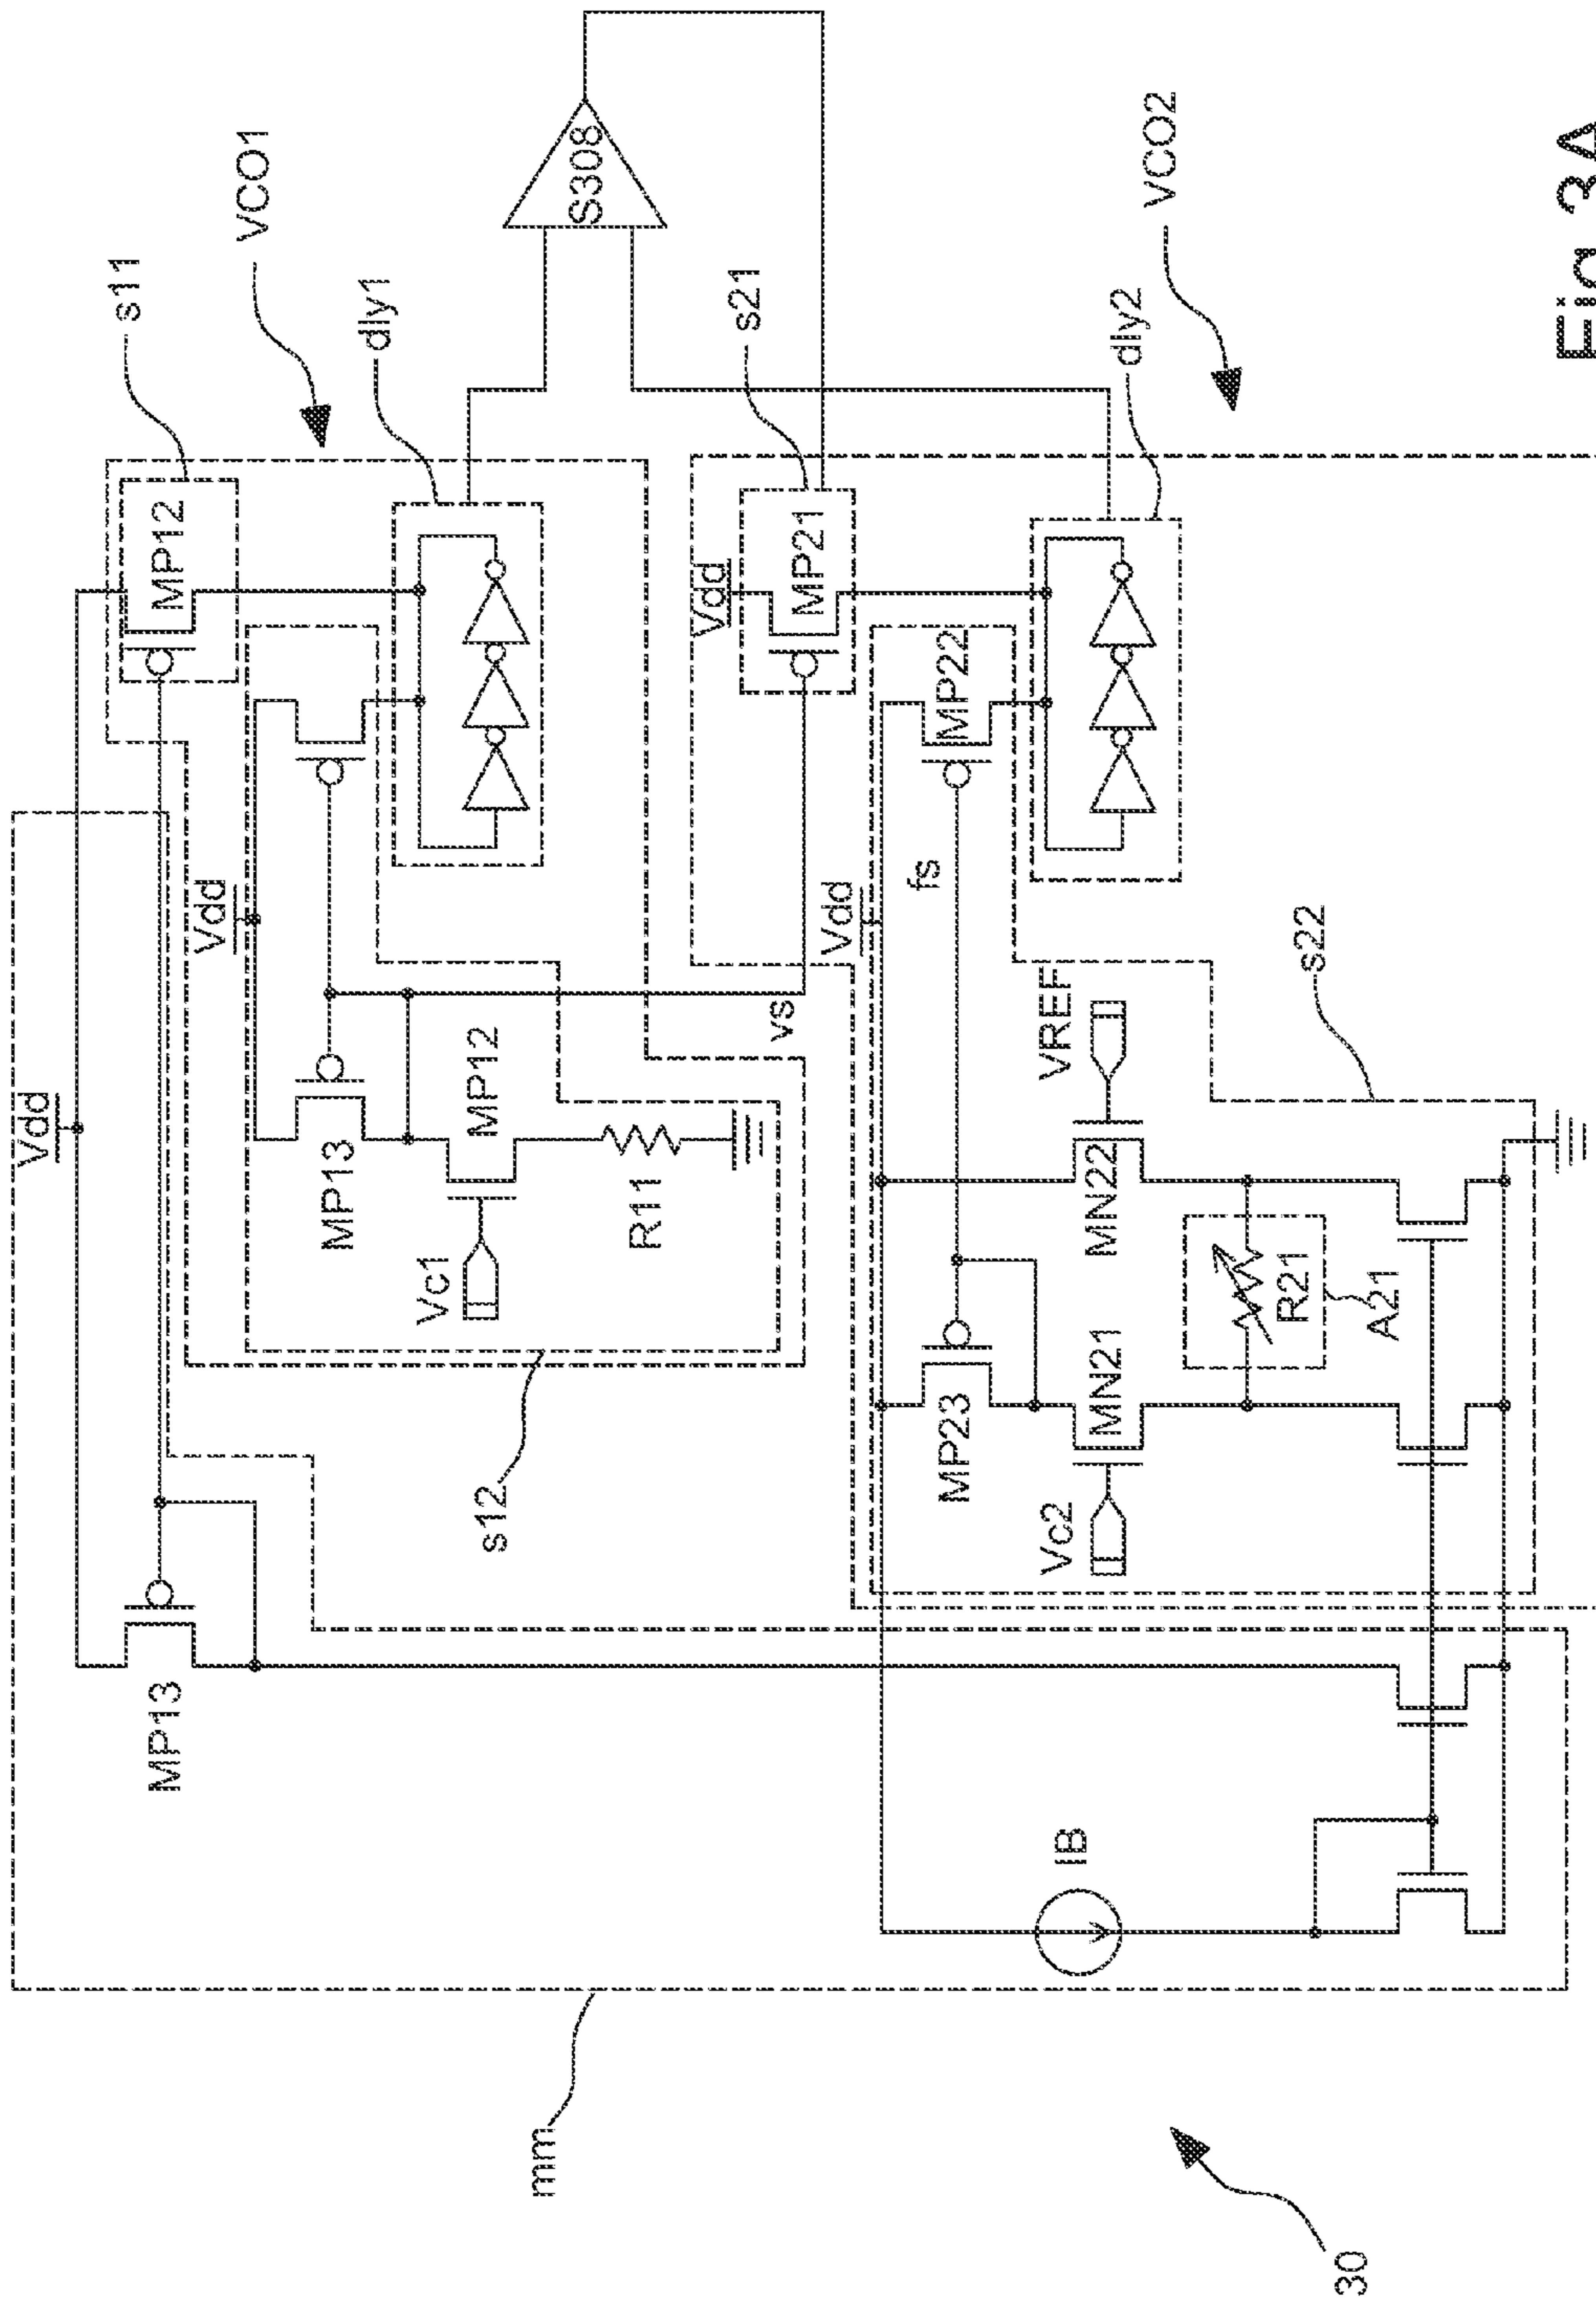 Vdd
MP13
MP12
s11
VCO1
Vdd
MP13
MP12
Vc1
R11
vs
dly1
S308
s12
Vdd
MP21
s21
Vdd
fs
MP22
MP23
MN21
MN22
Vc2
VREF
R21
A21
s22
dly2
VCO2
IB
mm
30
Fig. 3A